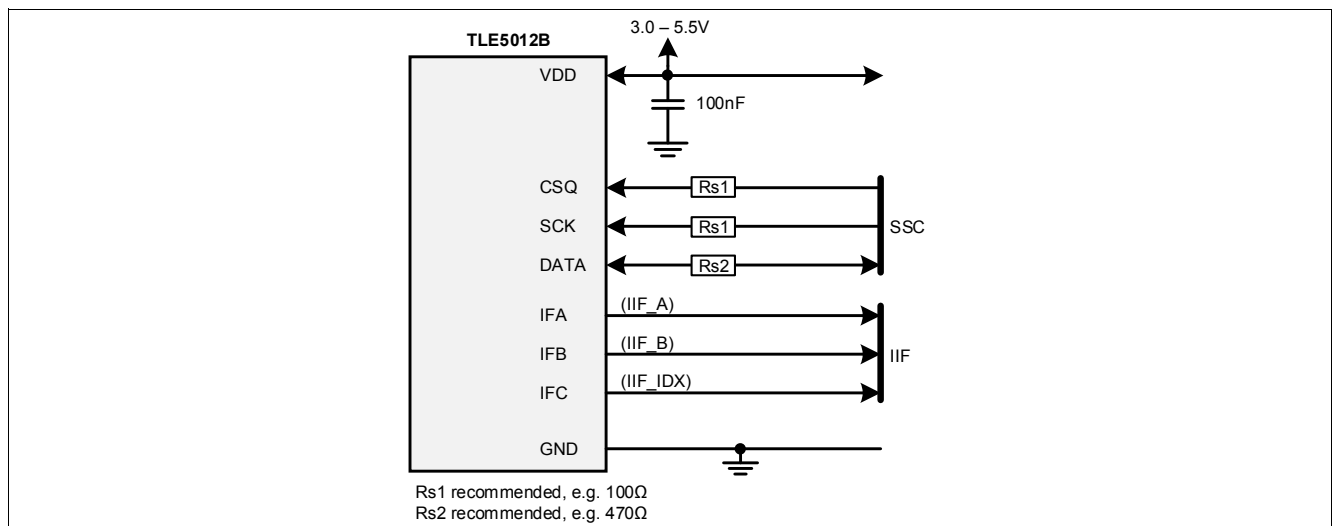 3.0 – 5.5V
TLE5012B
VDD
100nF
CSQ
Rs1
SCK
Rs1
SSC
DATA
Rs2
IFA
(IIF_A)
IFB
(IIF_B)
IIF
IFC
(IIF_IDX)
GND
Rs1 recommended, e.g. 100Ω
Rs2 recommended, e.g. 470Ω